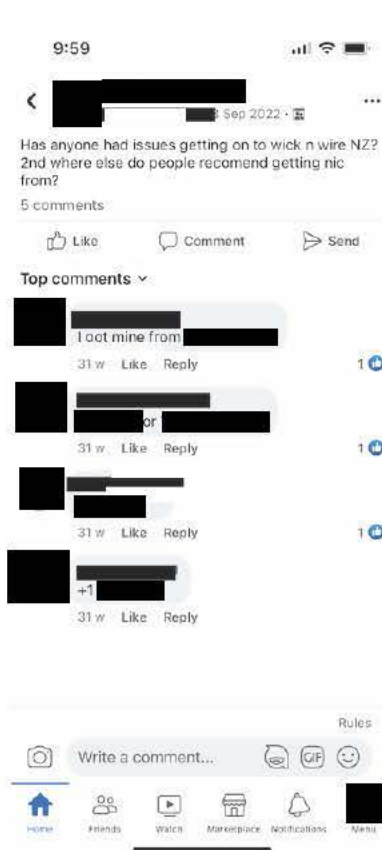 9:59
Sep 2022
Has anyone had issues getting on to wick n wire NZ?
2nd where else do people recomend getting nic
from?
5 comments
Like Comment Send
Top comments
I got mine from
31 w Like Reply 1
or
31 w Like Reply 1
31 w Like Reply 1
+1
31 w Like Reply
Rules
Write a comment... GIF
Home Friends Watch Marketplace Notifications Menu